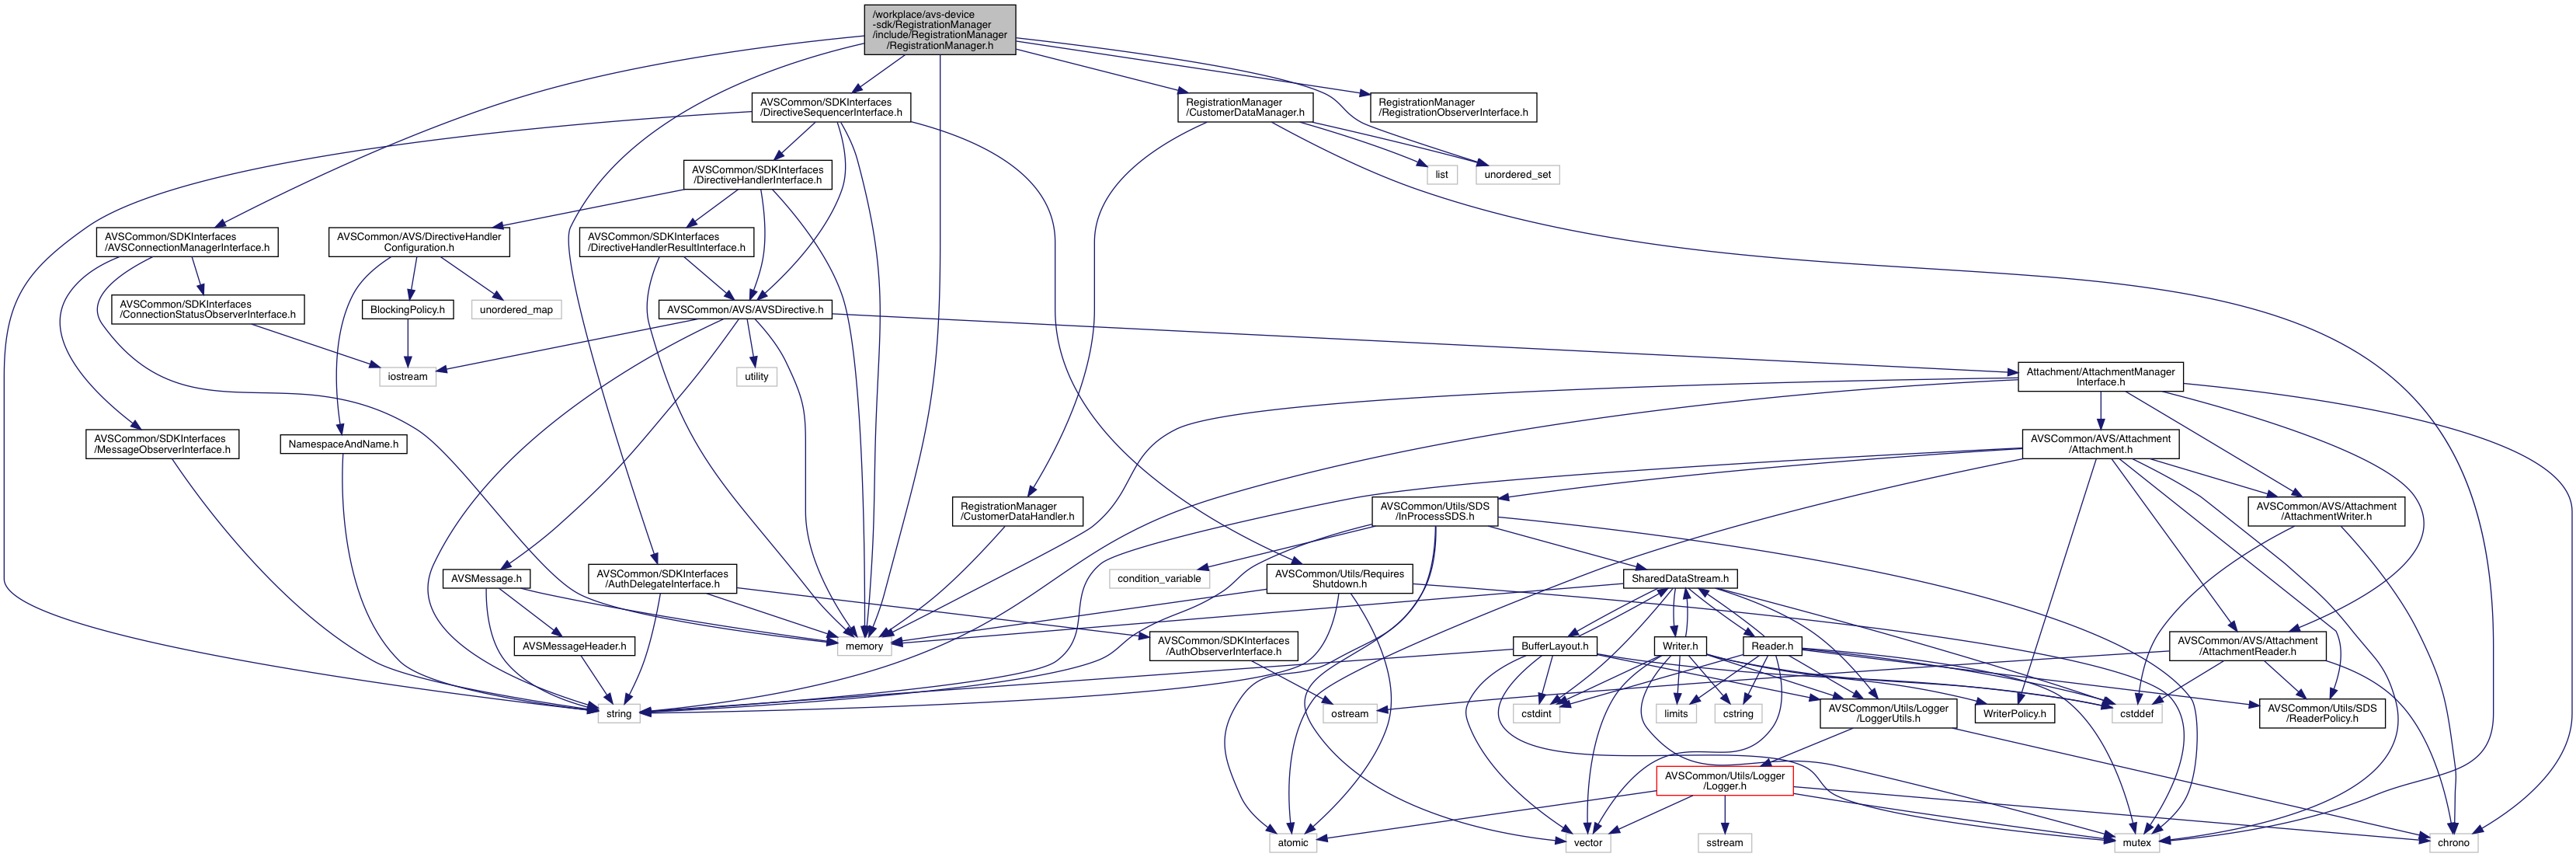 /workplace/avs-device
-sdk/RegistrationManager
/include/RegistrationManager
/RegistrationManager.h
AVSCommon/SDKInterfaces
/DirectiveSequencerInterface.h
RegistrationManager
/CustomerDataManager.h
RegistrationManager
/RegistrationObserverInterface.h
AVSCommon/SDKInterfaces
/DirectiveHandlerInterface.h
list
unordered_set
AVSCommon/SDKInterfaces
/AVSConnectionManagerInterface.h
AVSCommon/AVS/DirectiveHandler
Configuration.h
AVSCommon/SDKInterfaces
/DirectiveHandlerResultInterface.h
AVSCommon/SDKInterfaces
/ConnectionStatusObserverInterface.h
BlockingPolicy.h
unordered_map
AVSCommon/AVS/AVSDirective.h
iostream
utility
Attachment/AttachmentManager
Interface.h
AVSCommon/SDKInterfaces
/MessageObserverInterface.h
NamespaceAndName.h
AVSCommon/AVS/Attachment
/Attachment.h
RegistrationManager
/CustomerDataHandler.h
AVSCommon/Utils/SDS
/InProcessSDS.h
AVSCommon/AVS/Attachment
/AttachmentWriter.h
AVSMessage.h
AVSCommon/SDKInterfaces
/AuthDelegateInterface.h
condition_variable
AVSCommon/Utils/Requires
Shutdown.h
SharedDataStream.h
AVSMessageHeader.h
memory
AVSCommon/SDKInterfaces
/AuthObserverInterface.h
BufferLayout.h
Writer.h
Reader.h
AVSCommon/AVS/Attachment
/AttachmentReader.h
string
ostream
cstdint
limits
cstring
AVSCommon/Utils/Logger
/LoggerUtils.h
WriterPolicy.h
cstddef
AVSCommon/Utils/SDS
/ReaderPolicy.h
AVSCommon/Utils/Logger
/Logger.h
atomic
vector
sstream
mutex
chrono